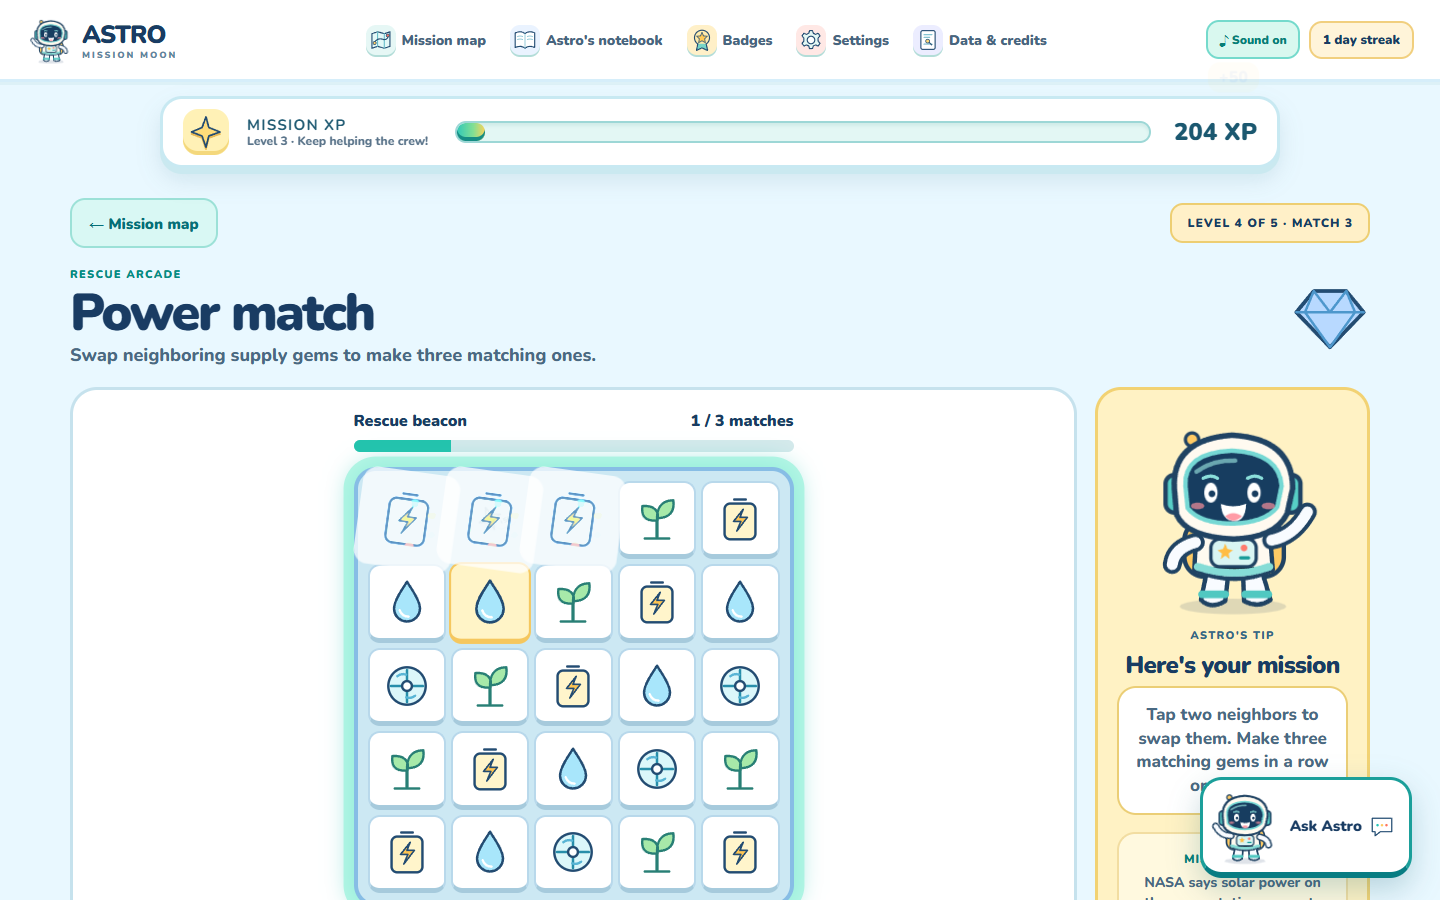 ASTRO
MISSION MOON
Mission map
Astro's notebook
Badges
Settings
Data & credits
Sound on
1 day streak
+50
MISSION XP
Level 3 · Keep helping the crew!
204 XP
← Mission map
LEVEL 4 OF 5 · MATCH 3
RESCUE ARCADE
Power match
Swap neighboring supply gems to make three matching ones.
Rescue beacon
1 / 3 matches
ASTRO'S TIP
Here's your mission
Tap two neighbors to
swap them. Make three
matching gems in a row
Ask Astro
NASA says solar power on